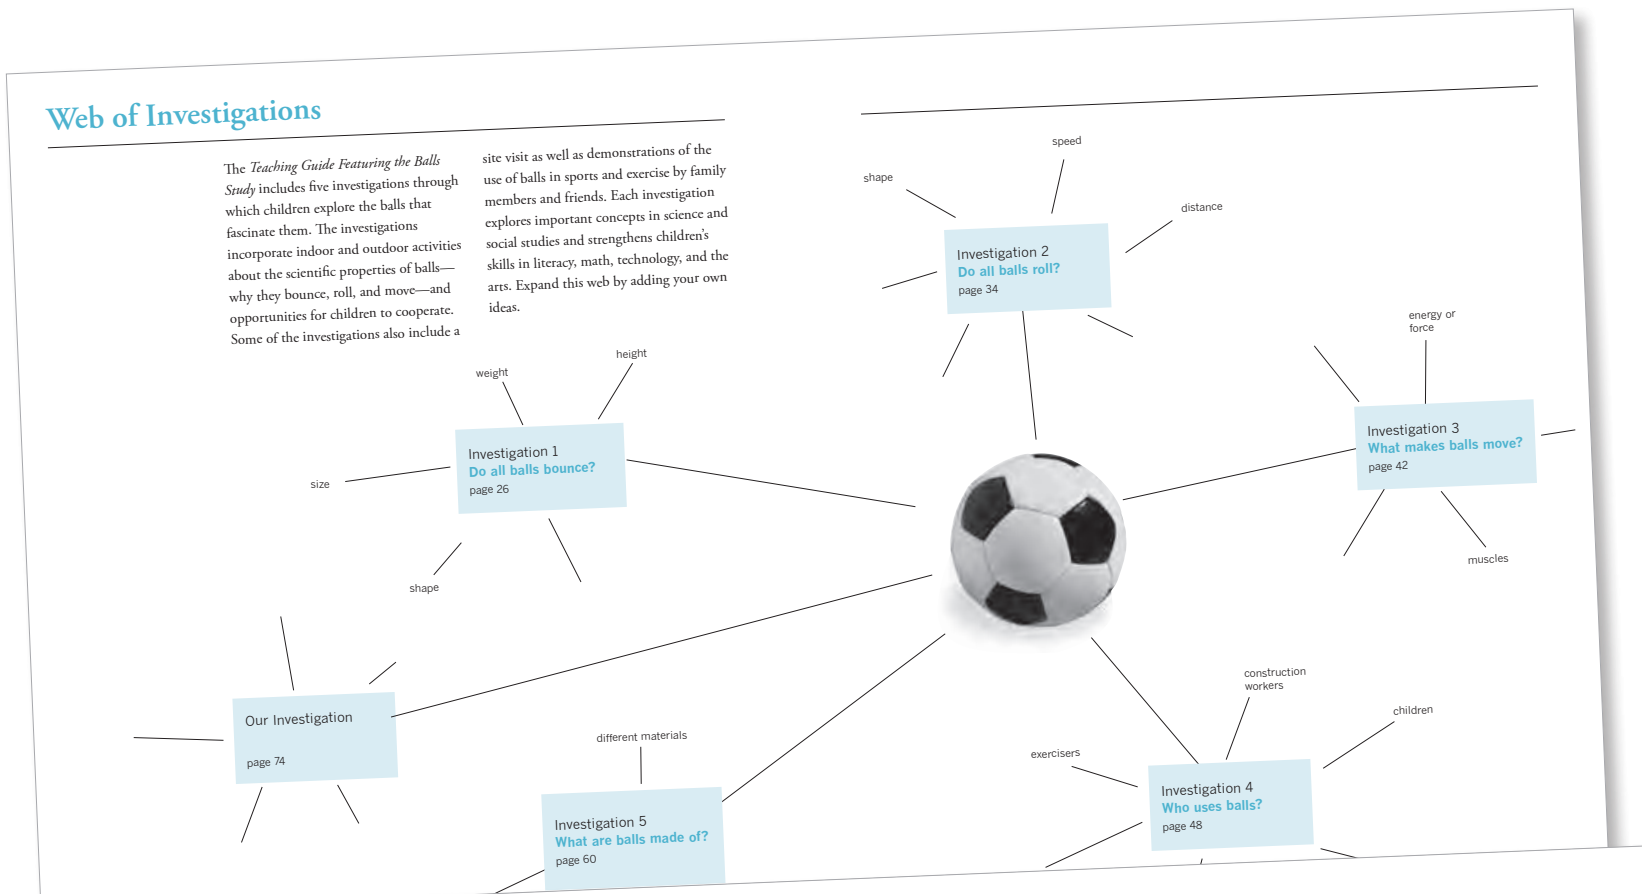 Web of Investigations
The Teaching Guide Featuring the Balls
Study includes five investigations through
which children explore the balls that
fascinate them. The investigations
incorporate indoor and outdoor activities
about the scientific properties of balls—
why they bounce, roll, and move—and
opportunities for children to cooperate.
Some of the investigations also include a
site visit as well as demonstrations of the
use of balls in sports and exercise by family
members and friends. Each investigation
explores important concepts in science and
social studies and strengthens children's
skills in literacy, math, technology, and the
arts. Expand this web by adding your own
ideas.
weight
height
size
Investigation 1
Do all balls bounce?
page 26
shape
speed
shape
distance
Investigation 2
Do all balls roll?
page 34
energy or
force
Investigation 3
What makes balls move?
page 42
muscles
construction
workers
children
exercisers
Investigation 4
Who uses balls?
page 48
different materials
Investigation 5
What are balls made of?
page 60
Our Investigation
page 74